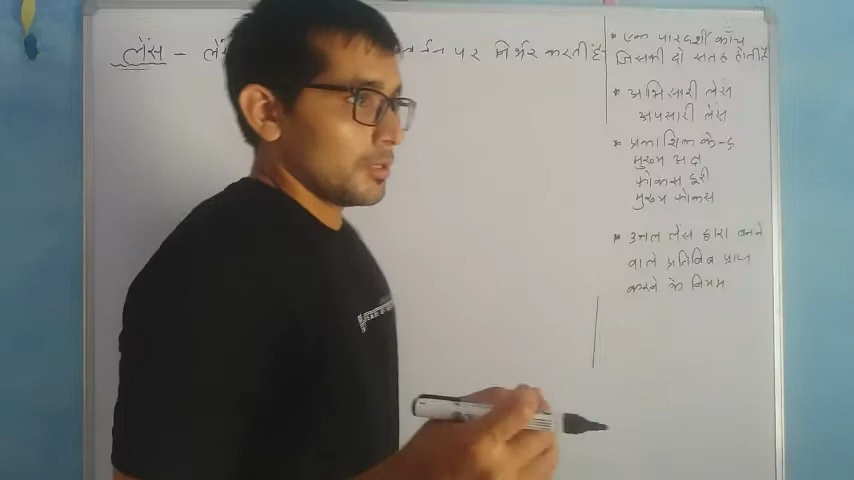 लेंस - लें र्तन पर निर्भर करती है।
• एक पारदर्शी काँच
जिसकी दो सतह होती है
• अभिसारी लेंस
अपसारी लेंस
• प्रकाशिक केन्द्र
मुख्य अक्ष
फोकस दूरी
मुख्य फोकस
• उत्तल लेंस द्वारा बनने
वाले प्रतिबिंब प्राप्त
करने के नियम